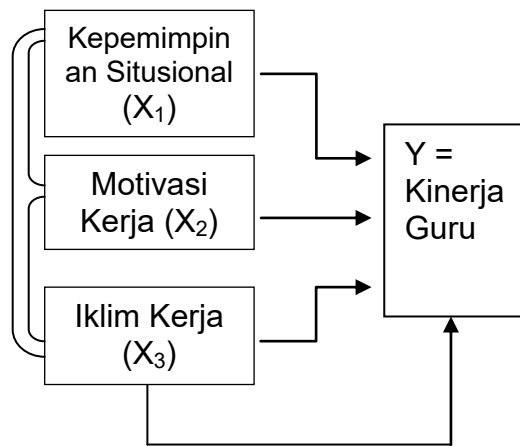 Kepemimpin
an Situsional
(X₁)
Motivasi
Kerja (X₂)
Iklim Kerja
(X₃)
Y =
Kinerja
Guru